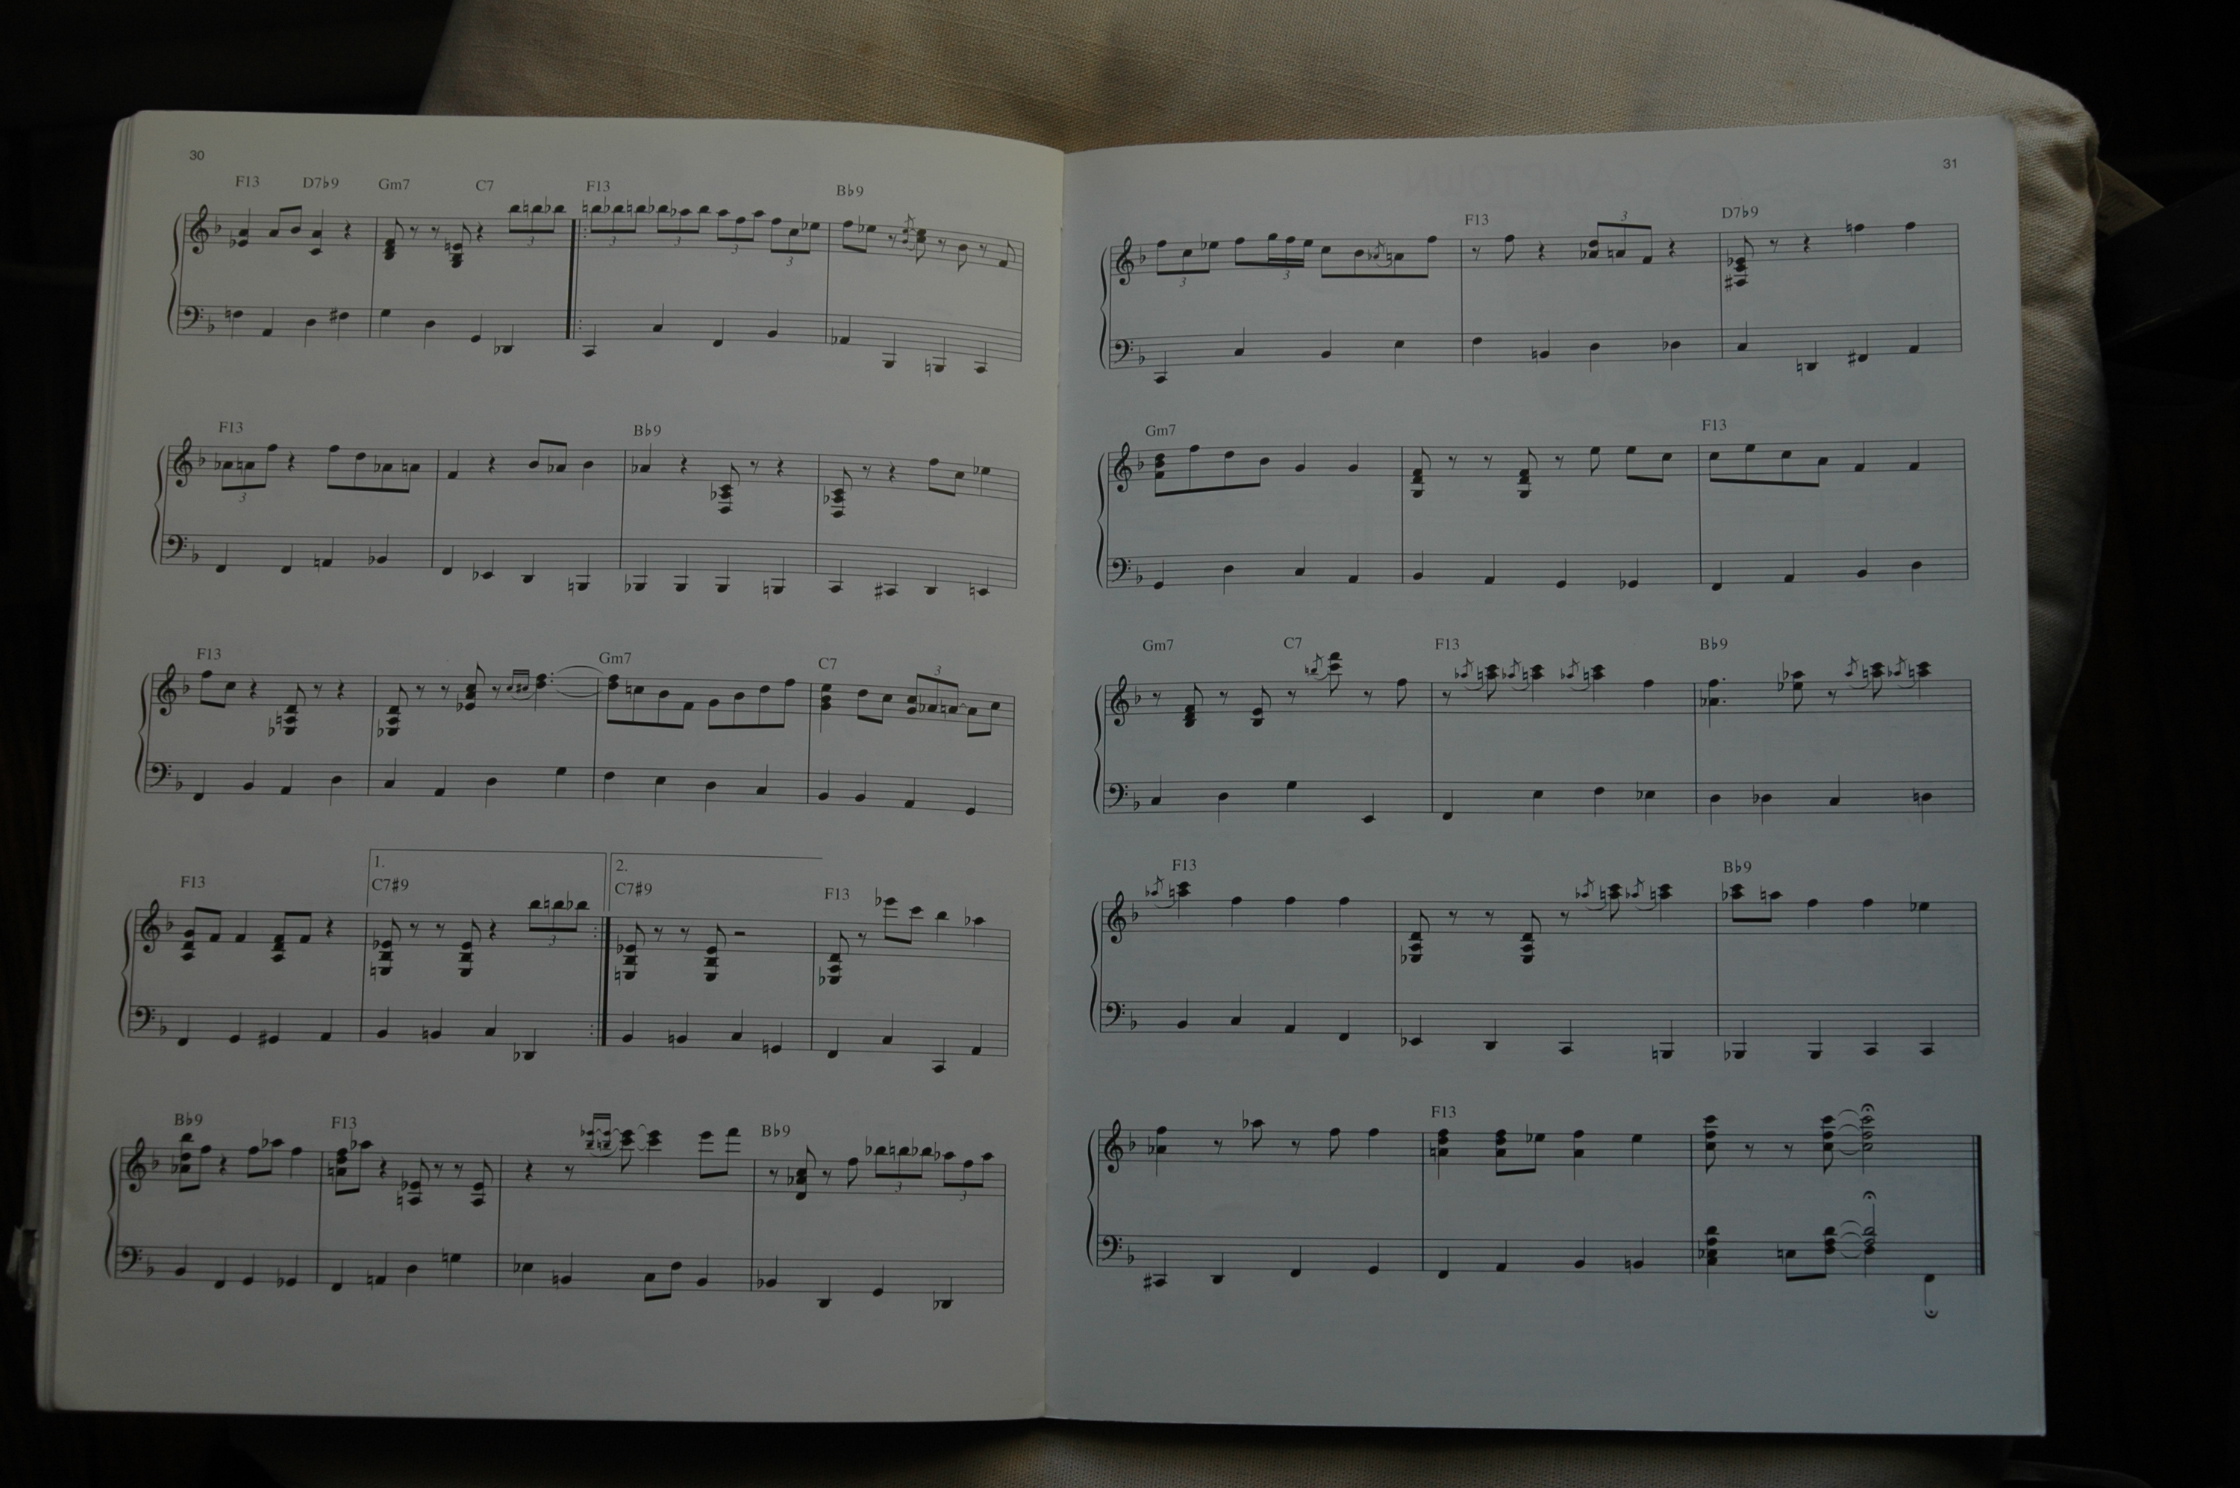 30
F13 D7♭9 Gm7 C7 F13 B♭9
3 3 3 3 3
F13 B♭9
3
F13 Gm7 C7
3
1. 2.
F13 C7#9 C7#9 F13
3
B♭9 F13 B♭9
3 3
31
F13 D7♭9
3 3 3
Gm7 F13
Gm7 C7 F13 B♭9
F13 B♭9
F13